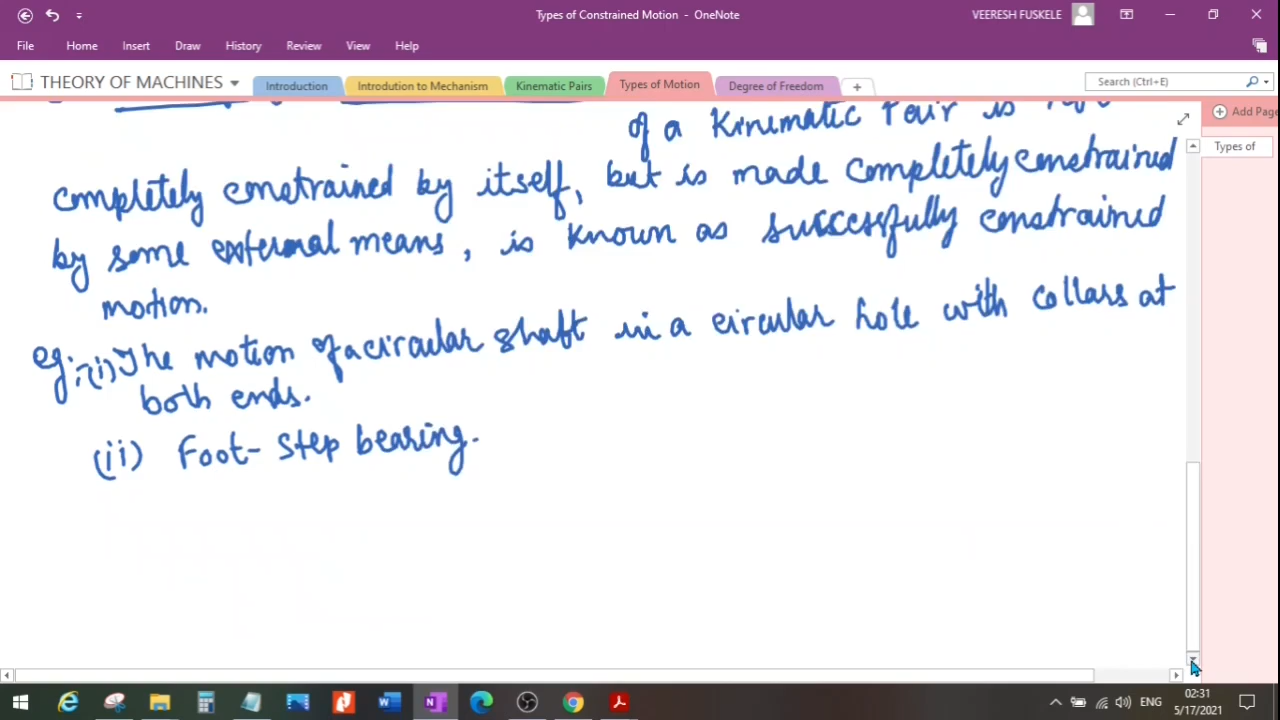 Types of Constrained Motion - OneNote
VEERESH FUSKELE
File Home Insert Draw History Review View Help
THEORY OF MACHINES
Introduction
Introdution to Mechanism
Kinematic Pairs
Types of Motion
Degree of Freedom
Search (Ctrl+E)
Add Page
Types of
of a Kinematic Pair is
completely constrained by itself, but is made completely constrained
by some external means, is known as successfully constrained
motion.
eg:-(i) The motion of a circular shaft in a circular hole with collars at
both ends.
(ii) Foot-Step bearing.
ENG
02:31
5/17/2021